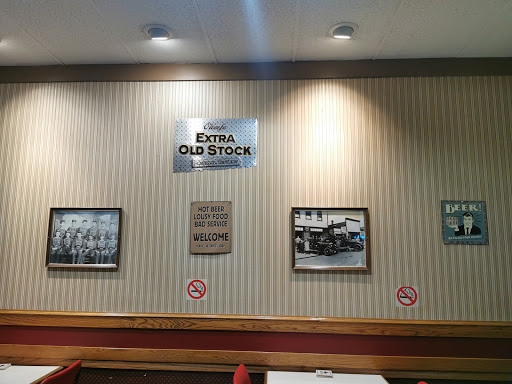 EXTRA
OLD STOCK
HOT BEER
LOUSY FOOD
BAD SERVICE
WELCOME
BEER!